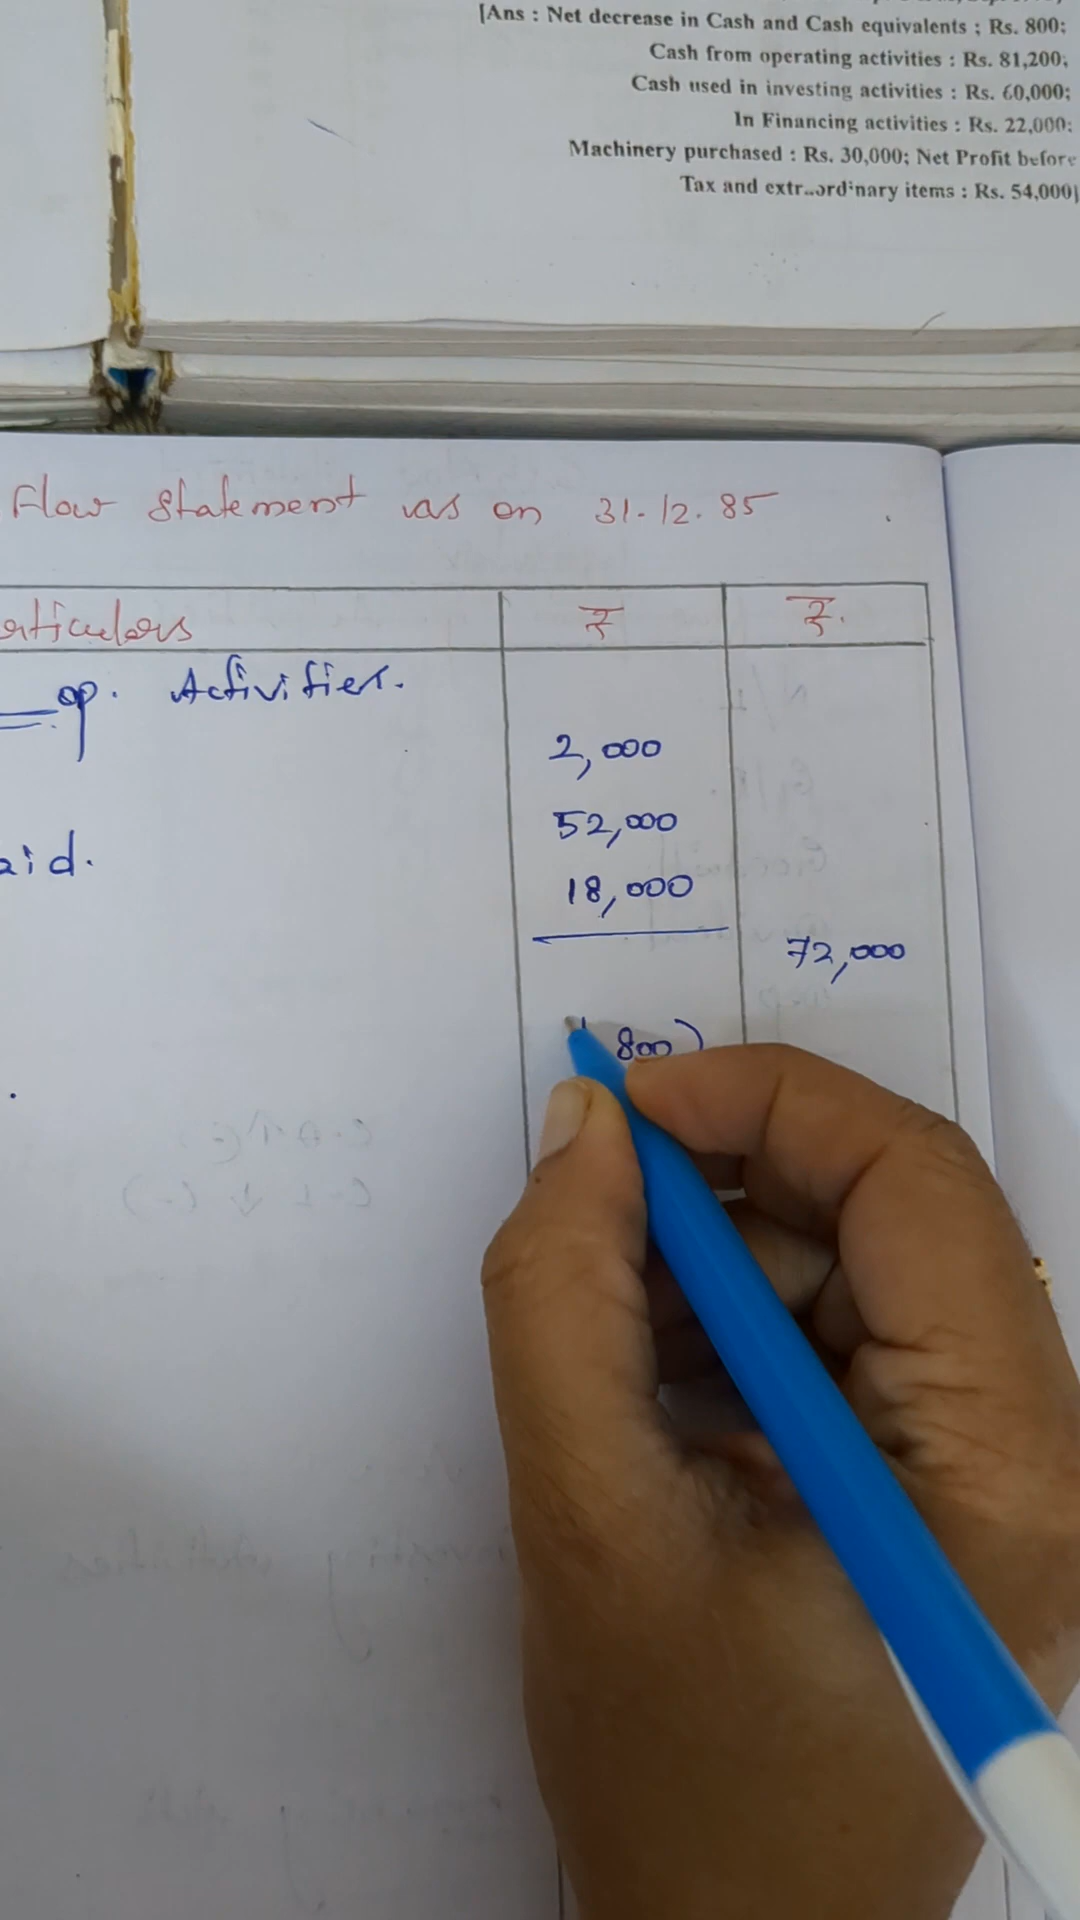 [Ans : Net decrease in Cash and Cash equivalents ; Rs. 800;
Cash from operating activities : Rs. 81,200;
Cash used in investing activities : Rs. 60,000;
In Financing activities : Rs. 22,000:
Machinery purchased : Rs. 30,000; Net Profit before
Tax and extr..ord'nary items : Rs. 54,000]
Flow Statement as on 31.12.85
articulars ₹ ₹.
op. Activities.
2,000
52,000
aid.
18,000
72,000
800)